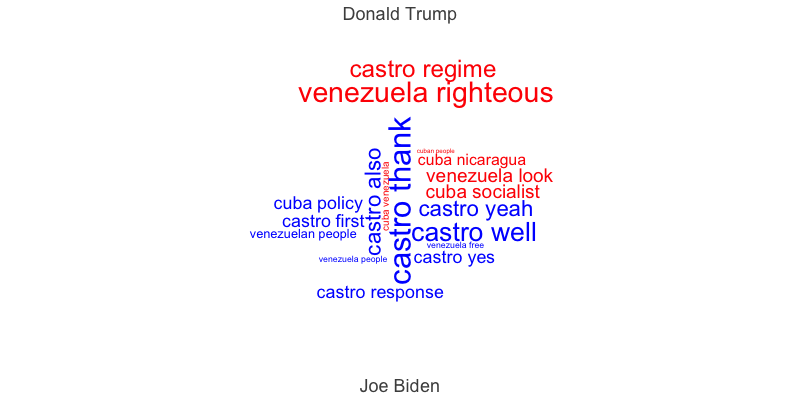 Donald Trump
castro regime
venezuela righteous
castro thank
castro also
cuban people
cuba nicaragua
cuba venezuela
venezuela look
cuba socialist
cuba policy
castro yeah
castro first
castro well
venezuelan people
venezuela free
venezuela people
castro yes
castro response
Joe Biden